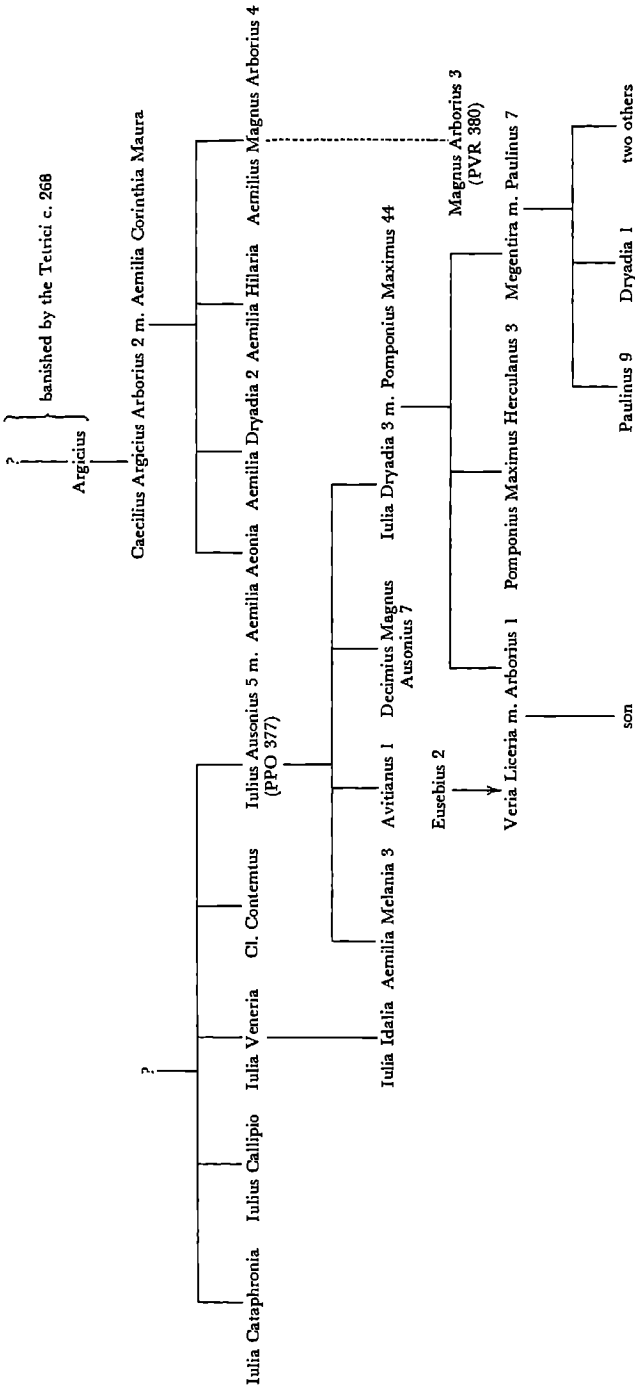 ?
banished by the Tetrici c. 268
Argicius
Caecilius Argicius Arborius 2 m. Aemilia Corinthia Maura
?
Iulia Cataphronia
Iulius Callipio
Iulia Veneria
Cl. Contemtus
Iulius Ausonius 5 m. Aemilia Aeonia
(PPO 377)
Aemilia Dryadia 2
Aemilia Hilaria
Aemilius Magnus Arborius 4
Iulia Idalia
Aemilia Melania 3
Avitianus 1
Decimius Magnus
Ausonius 7
Iulia Dryadia 3 m. Pomponius Maximus 44
Eusebius 2
Magnus Arborius 3
(PVR 380)
Veria Liceria m. Arborius 1
Pomponius Maximus Herculanus 3
Megentira m. Paulinus 7
son
Paulinus 9
Dryadia 1
two others